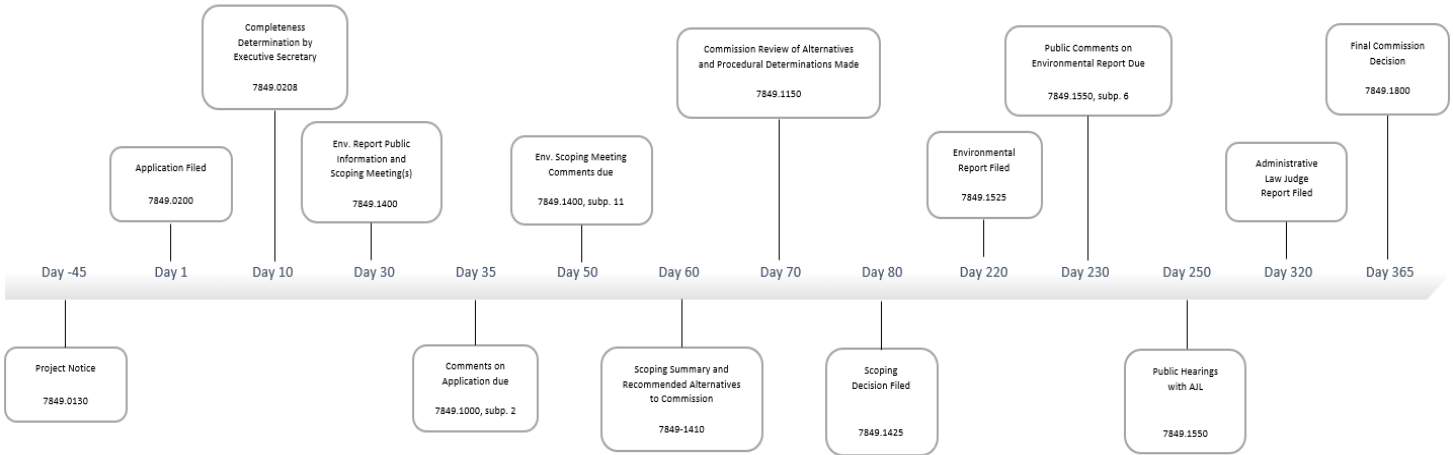 Completeness
Determination by
Executive Secretary
7849.0208
Commission Review of Alternatives
and Procedural Determinations Made
7849.1150
Public Comments on
Environmental Report Due
7849.1550, subp. 6
Final Commission
Decision
7849.1800
Application Filed
7849.0200
Env. Report Public
Information and
Scoping Meeting(s)
7849.1400
Env. Scoping Meeting
Comments due
7849.1400, subp. 11
Environmental
Report Filed
7849.1525
Administrative
Law Judge
Report Filed
Day -45
Day 1
Day 10
Day 30
Day 35
Day 50
Day 60
Day 70
Day 80
Day 220
Day 230
Day 250
Day 320
Day 365
Project Notice
7849.0130
Comments on
Application due
7849.1000, subp. 2
Scoping Summary and
Recommended Alternatives
to Commission
7849-1410
Scoping
Decision Filed
7849.1425
Public Hearings
with AJL
7849.1550